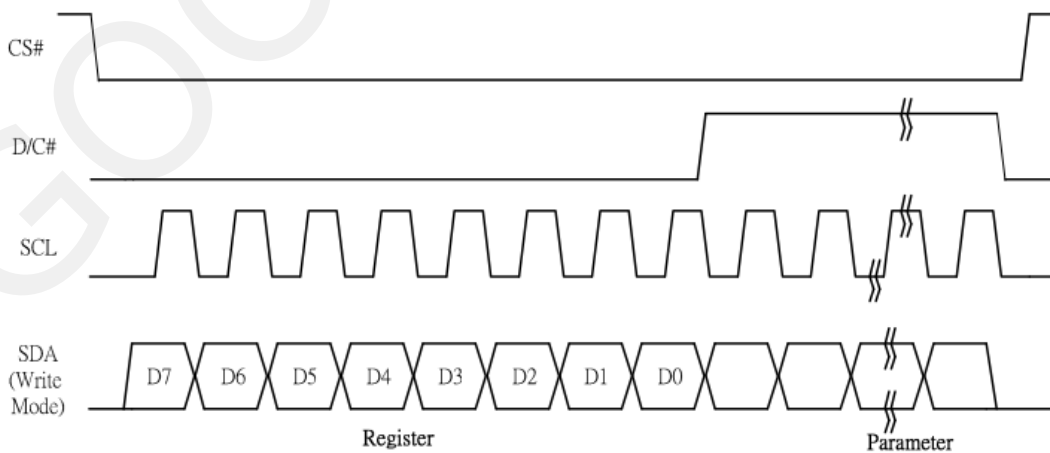 CS#
D/C#
SCL
SDA
(Write
Mode)
D7 D6 D5 D4 D3 D2 D1 D0
Register
Parameter